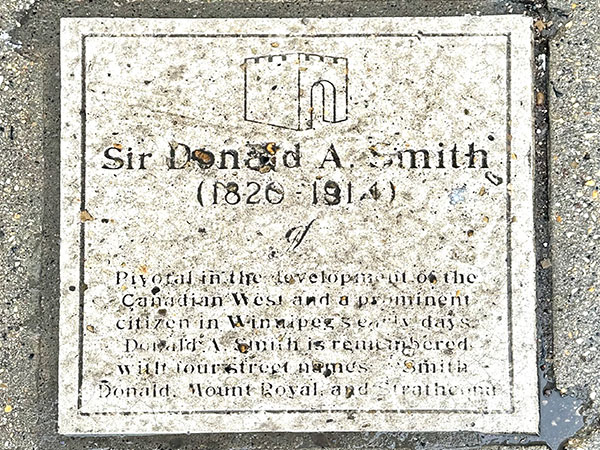 Sir Donald A. Smith
(1820-1914)
of
Pivotal in the development of the
Canadian West and a prominent
citizen in Winnipeg's early days.
Donald A. Smith is remembered
with four street names - Smith
Donald, Mount Royal, and Strathcona